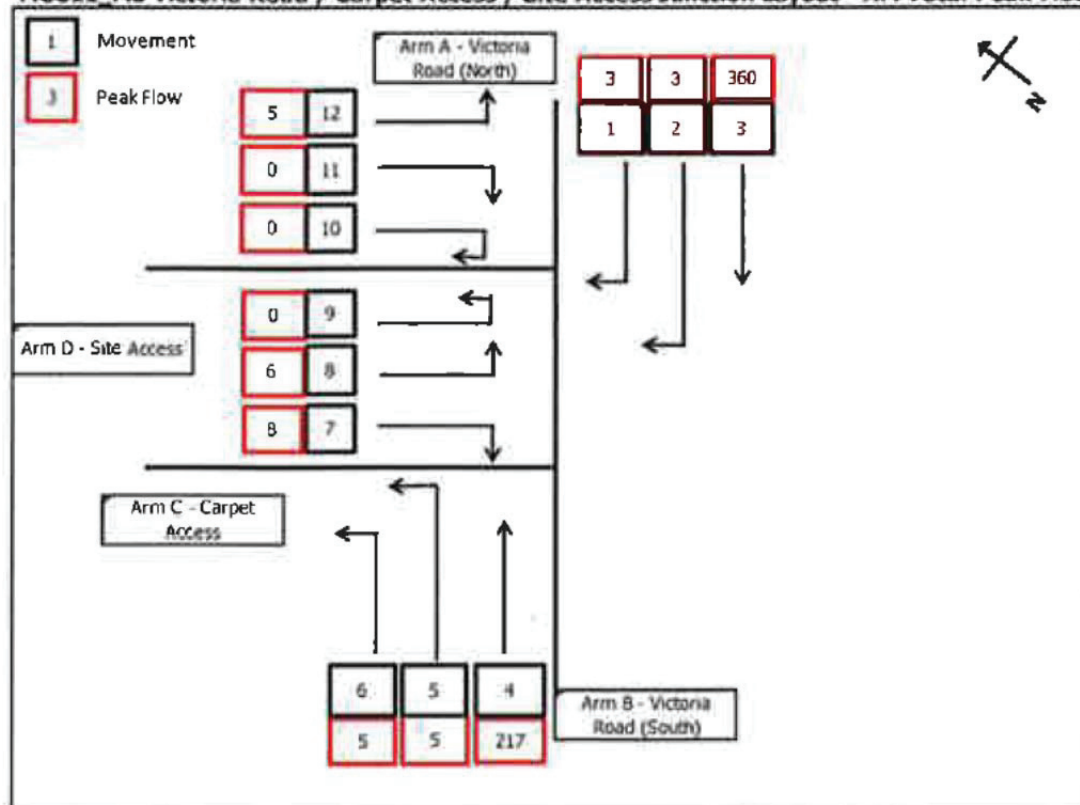 1 Movement
3 Peak Flow
Arm A - Victoria
Road (North)
3 3 360
1 2 3
N
5 12
0 11
0 10
0 9
6 8
8 7
Arm D - Site Access
Arm C - Carpet
Access
6 5 4
5 5 217
Arm B - Victoria
Road (South)